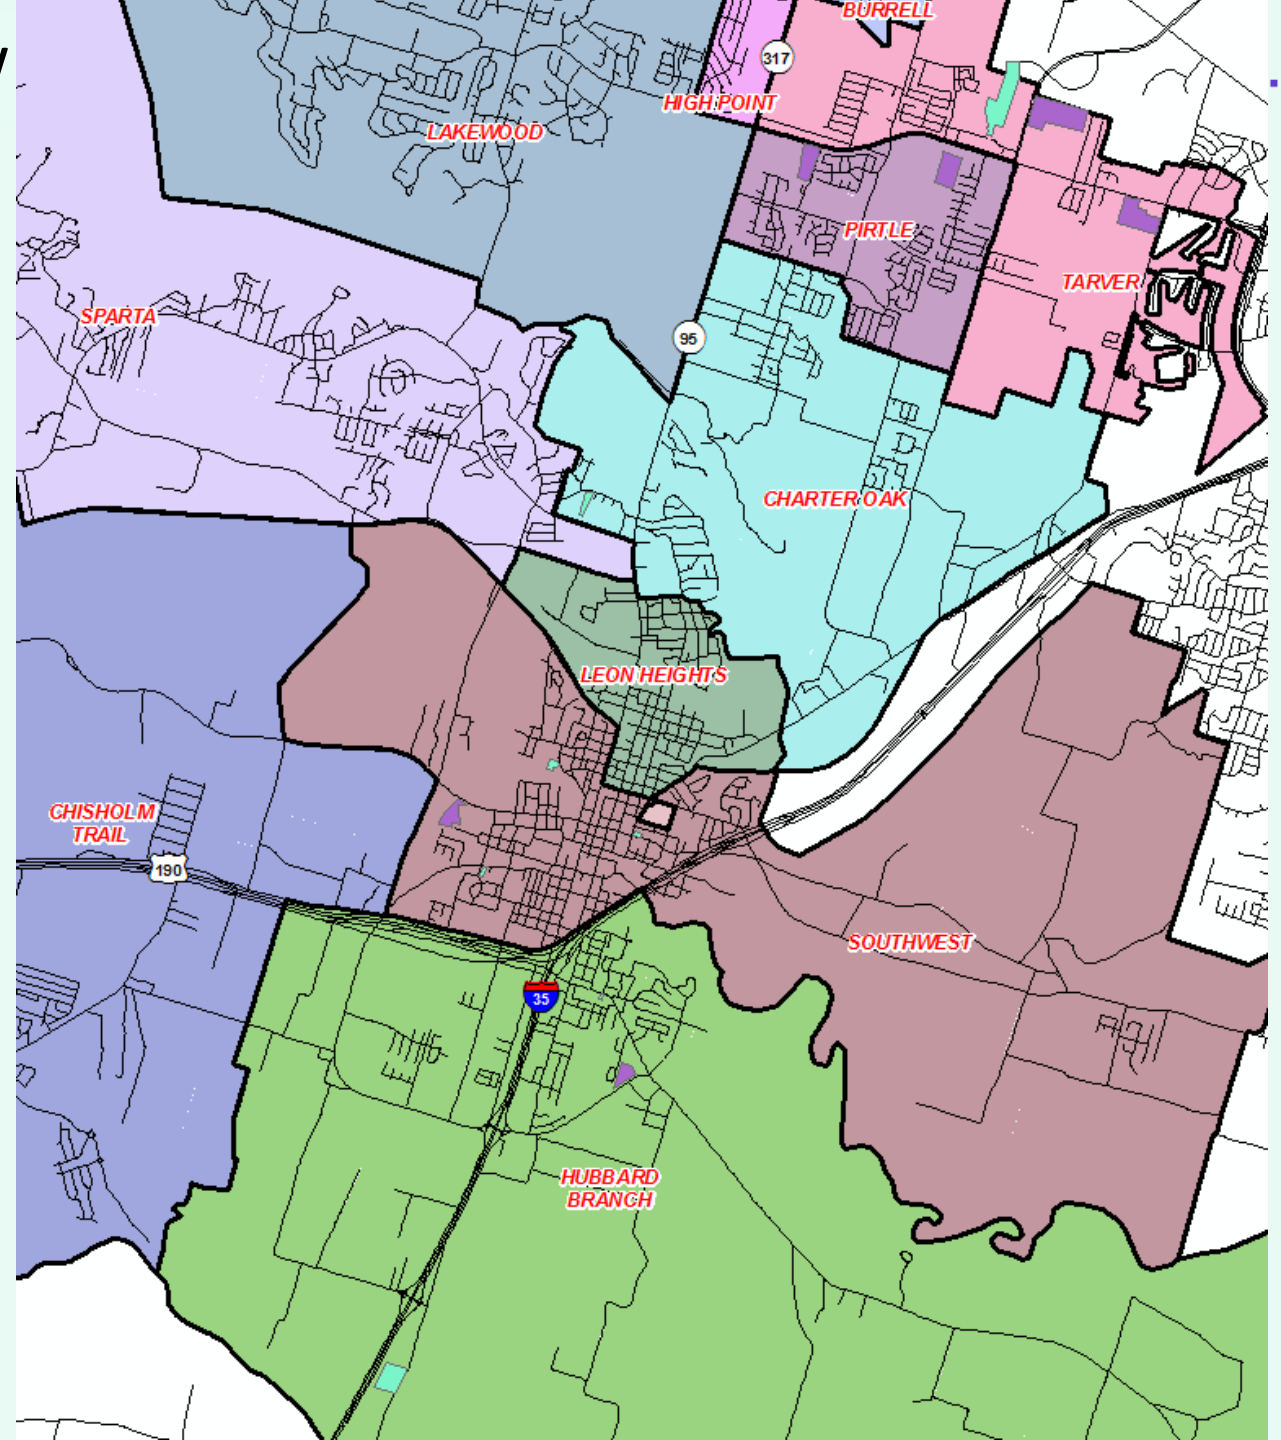 BURRELL
317
HIGH POINT
LAKEWOOD
PIRTLE
TARVER
SPARTA
95
CHARTER OAK
LEON HEIGHTS
CHISHOLM
TRAIL
190
SOUTHWEST
35
HUBBARD
BRANCH